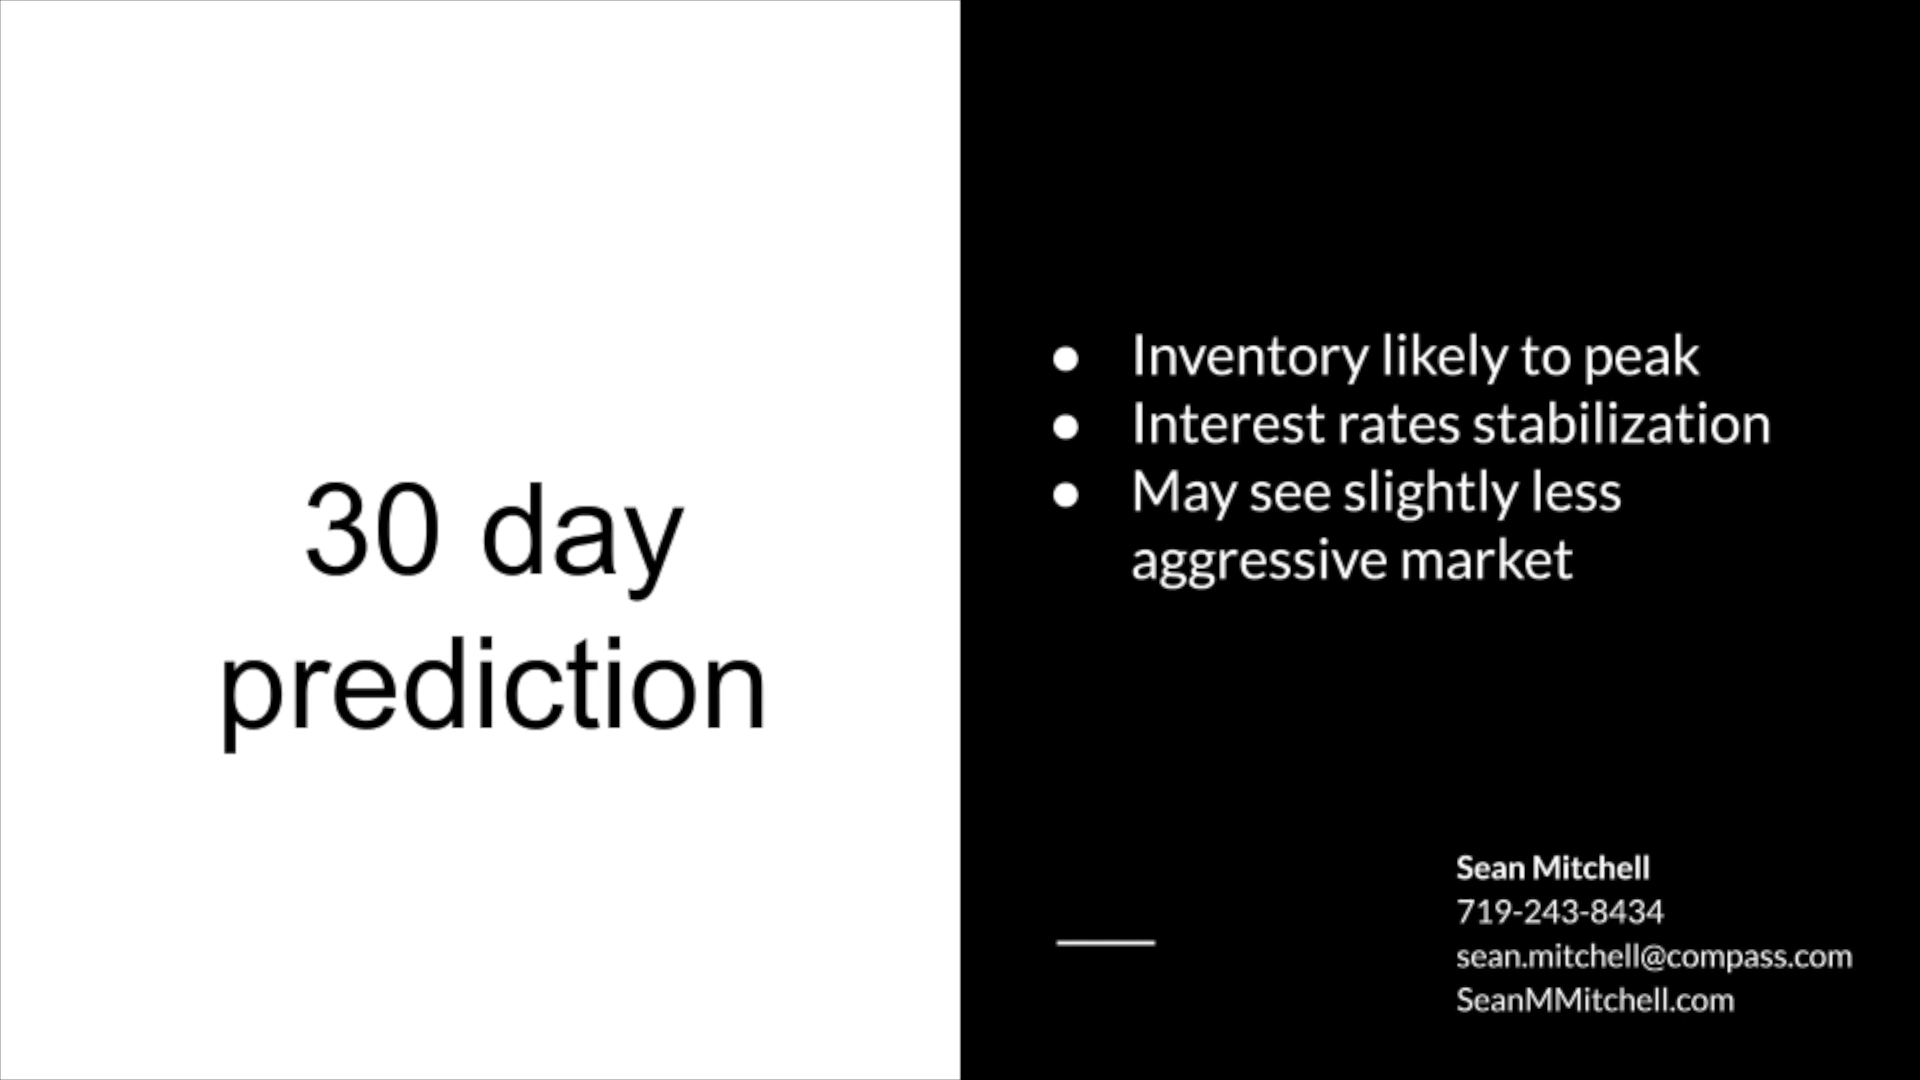 30 day
prediction
● Inventory likely to peak
● Interest rates stabilization
● May see slightly less
aggressive market
Sean Mitchell
719-243-8434
sean.mitchell@compass.com
SeanMMitchell.com